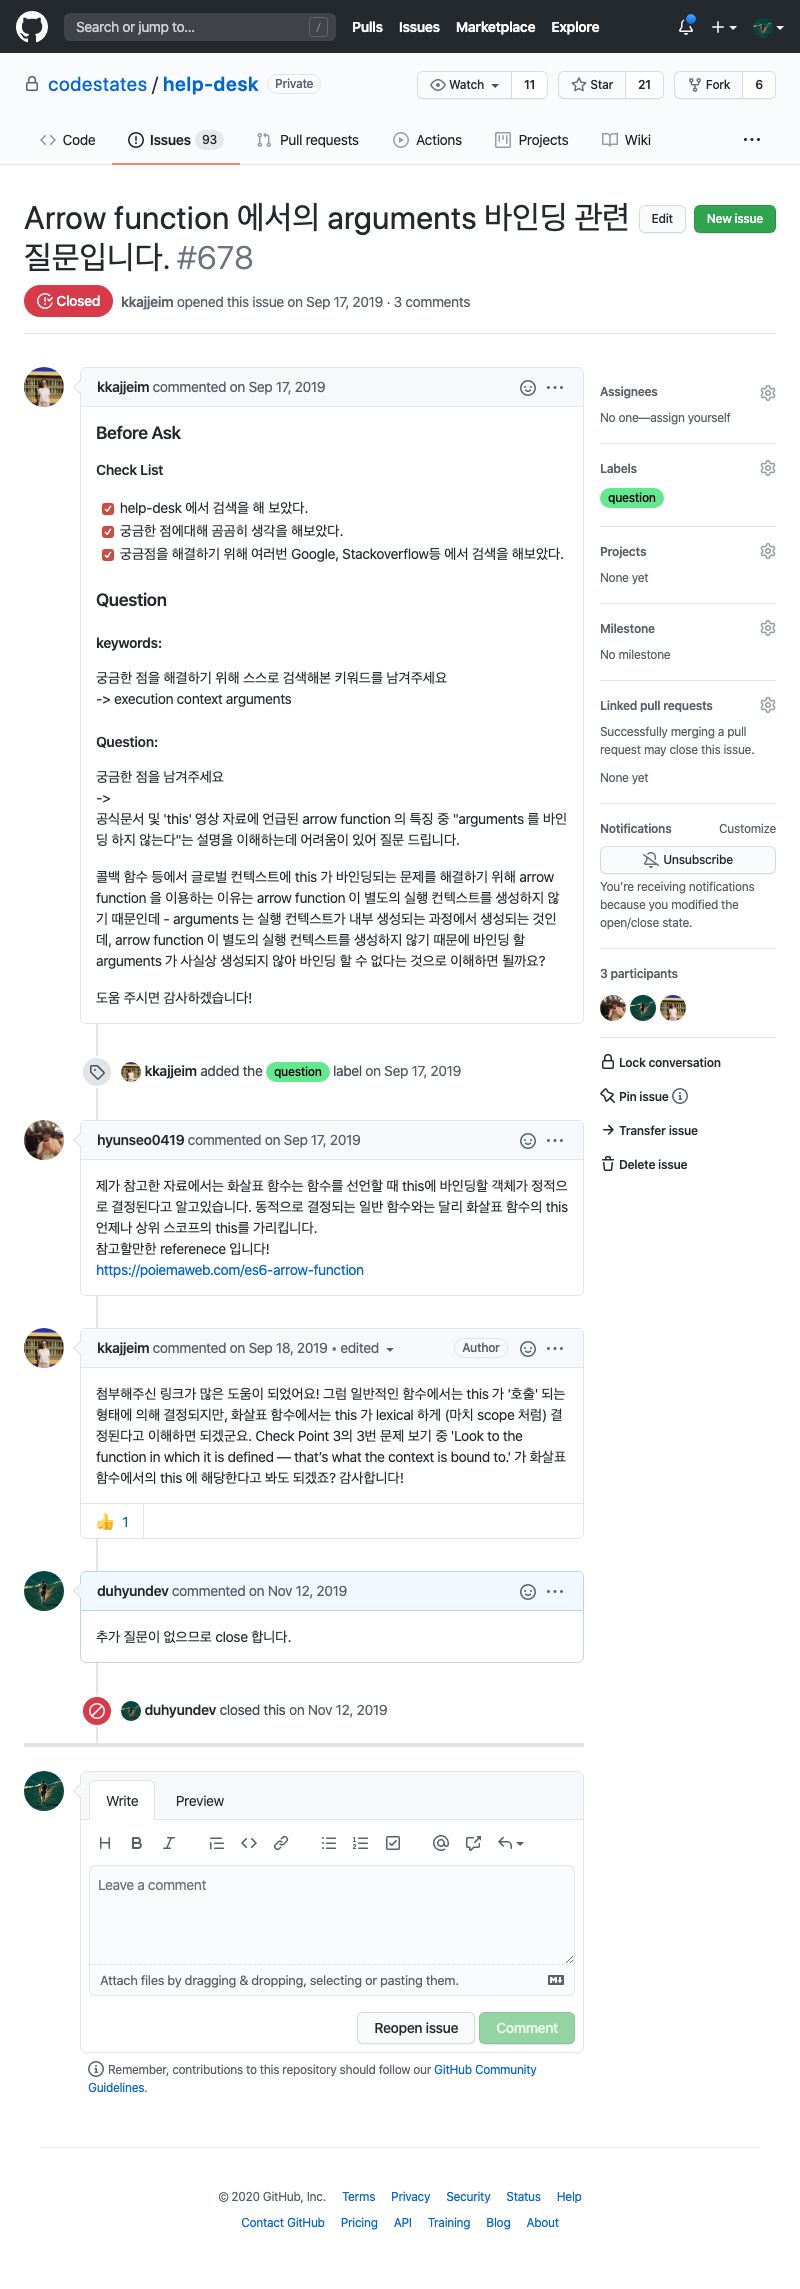 Search or jump to...
/
Pulls
Issues
Marketplace
Explore
codestates / help-desk
Private
Watch
11
Star
21
Fork
6
Code
Issues 93
Pull requests
Actions
Projects
Wiki
Arrow function 에서의 arguments 바인딩 관련
질문입니다. #678
Edit
New issue
Closed
kkajjeim opened this issue on Sep 17, 2019 · 3 comments
kkajjeim commented on Sep 17, 2019
Before Ask
Check List
help-desk 에서 검색을 해 보았다.
궁금한 점에대해 곰곰히 생각을 해보았다.
궁금점을 해결하기 위해 여러번 Google, Stackoverflow등 에서 검색을 해보았다.
Question
keywords:
궁금한 점을 해결하기 위해 스스로 검색해본 키워드를 남겨주세요
-> execution context arguments
Question:
궁금한 점을 남겨주세요
->
공식문서 및 'this' 영상 자료에 언급된 arrow function 의 특징 중 "arguments 를 바인
딩 하지 않는다"는 설명을 이해하는데 어려움이 있어 질문 드립니다.
콜백 함수 등에서 글로벌 컨텍스트에 this 가 바인딩되는 문제를 해결하기 위해 arrow
function 을 이용하는 이유는 arrow function 이 별도의 실행 컨텍스트를 생성하지 않
기 때문인데 - arguments 는 실행 컨텍스트가 내부 생성되는 과정에서 생성되는 것인
데, arrow function 이 별도의 실행 컨텍스트를 생성하지 않기 때문에 바인딩 할
arguments 가 사실상 생성되지 않아 바인딩 할 수 없다는 것으로 이해하면 될까요?
도움 주시면 감사하겠습니다!
kkajjeim added the question label on Sep 17, 2019
hyunseo0419 commented on Sep 17, 2019
제가 참고한 자료에서는 화살표 함수는 함수를 선언할 때 this에 바인딩할 객체가 정적으
로 결정된다고 알고있습니다. 동적으로 결정되는 일반 함수와는 달리 화살표 함수의 this
언제나 상위 스코프의 this를 가리킵니다.
참고할만한 referenece 입니다!
https://poiemaweb.com/es6-arrow-function
kkajjeim commented on Sep 18, 2019 • edited
Author
첨부해주신 링크가 많은 도움이 되었어요! 그럼 일반적인 함수에서는 this 가 '호출' 되는
형태에 의해 결정되지만, 화살표 함수에서는 this 가 lexical 하게 (마치 scope 처럼) 결
정된다고 이해하면 되겠군요. Check Point 3의 3번 문제 보기 중 'Look to the
function in which it is defined — that's what the context is bound to.' 가 화살표
함수에서의 this 에 해당한다고 봐도 되겠죠? 감사합니다!
1
duhyundev commented on Nov 12, 2019
추가 질문이 없으므로 close 합니다.
duhyundev closed this on Nov 12, 2019
Write
Preview
Leave a comment
Attach files by dragging & dropping, selecting or pasting them.
Reopen issue
Comment
Remember, contributions to this repository should follow our GitHub Community
Guidelines.
Assignees
No one—assign yourself
Labels
question
Projects
None yet
Milestone
No milestone
Linked pull requests
Successfully merging a pull
request may close this issue.
None yet
Notifications
Customize
Unsubscribe
You're receiving notifications
because you modified the
open/close state.
3 participants
Lock conversation
Pin issue
Transfer issue
Delete issue
© 2020 GitHub, Inc.
Terms
Privacy
Security
Status
Help
Contact GitHub
Pricing
API
Training
Blog
About